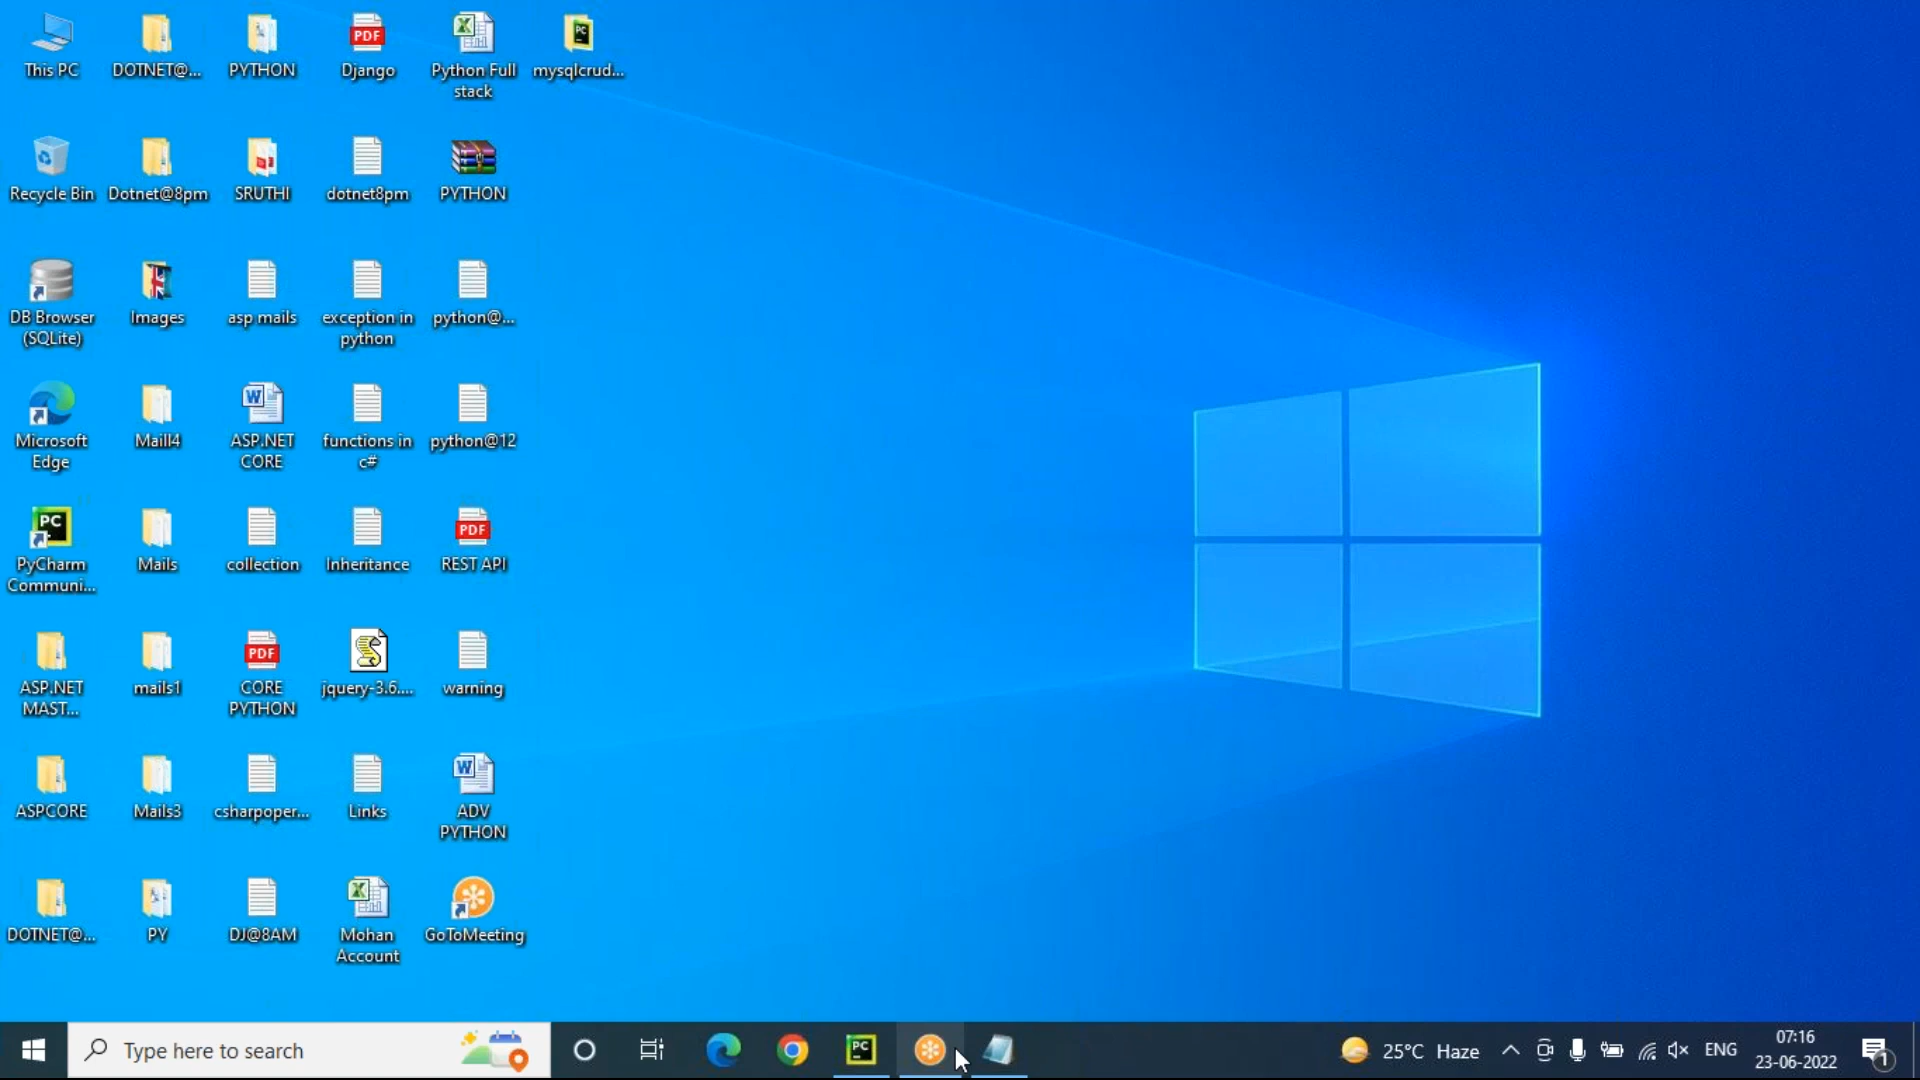 This PC
DOTNET@...
PYTHON
Django
Python Full
stack
mysqlcrud...
Recycle Bin
Dotnet@8pm
SRUTHI
dotnet8pm
PYTHON
DB Browser
(SQLite)
Images
asp mails
exception in
python
python@...
Microsoft
Edge
Maill4
ASP.NET
CORE
functions in
c#
python@12
PyCharm
Communi...
Mails
collection
Inheritance
REST API
ASP.NET
MAST...
mails1
CORE
PYTHON
jquery-3.6....
warning
ASPCORE
Mails3
csharpoper...
Links
ADV
PYTHON
DOTNET@...
PY
DJ@8AM
Mohan
Account
GoToMeeting
Type here to search
25°C Haze
ENG
07:16
23-06-2022
1
PDF
PDF
PDF
PC
PC
PC